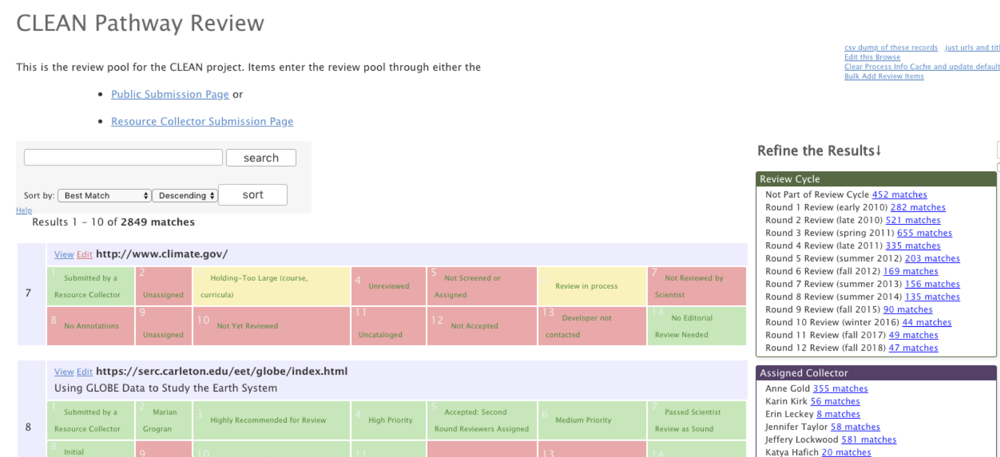 CLEAN Pathway Review
csv dump of these records just urls and titl
Edit this Browse
Clear Process Info Cache and update default
Bulk Add Review Items
This is the review pool for the CLEAN project. Items enter the review pool through either the
• Public Submission Page or
• Resource Collector Submission Page
search
Sort by: Best Match Descending sort
Help
Results 1 – 10 of 2849 matches
7
View Edit http://www.climate.gov/
1 Submitted by a
Resource Collector
2
Unassigned
3 Holding-Too Large (course,
curricula)
4 Unreviewed
5 Not Screened or
Assigned
6 Review in process
7 Not Reviewed by
Scientist
8 No Annotations
9
Unassigned
10 Not Yet Reviewed
11
Uncataloged
12 Not Accepted
13 Developer not
contacted
14 No Editorial
Review Needed
8
View Edit https://serc.carleton.edu/eet/globe/index.html
Using GLOBE Data to Study the Earth System
1 Submitted by a
Resource Collector
2 Marian
Grogran
3 Highly Recommended for Review
4 High Priority
5 Accepted: Second
Round Reviewers Assigned
6 Medium Priority
7 Passed Scientist
Review as Sound
8 Initial
9
10
11
13
14
Refine the Results↓
Review Cycle
Not Part of Review Cycle 452 matches
Round 1 Review (early 2010) 282 matches
Round 2 Review (late 2010) 521 matches
Round 3 Review (spring 2011) 655 matches
Round 4 Review (late 2011) 335 matches
Round 5 Review (summer 2012) 203 matches
Round 6 Review (fall 2012) 169 matches
Round 7 Review (summer 2013) 156 matches
Round 8 Review (summer 2014) 135 matches
Round 9 Review (fall 2015) 90 matches
Round 10 Review (winter 2016) 44 matches
Round 11 Review (fall 2017) 49 matches
Round 12 Review (fall 2018) 47 matches
Assigned Collector
Anne Gold 355 matches
Karin Kirk 56 matches
Erin Leckey 8 matches
Jennifer Taylor 58 matches
Jeffery Lockwood 581 matches
Katya Hafich 20 matches